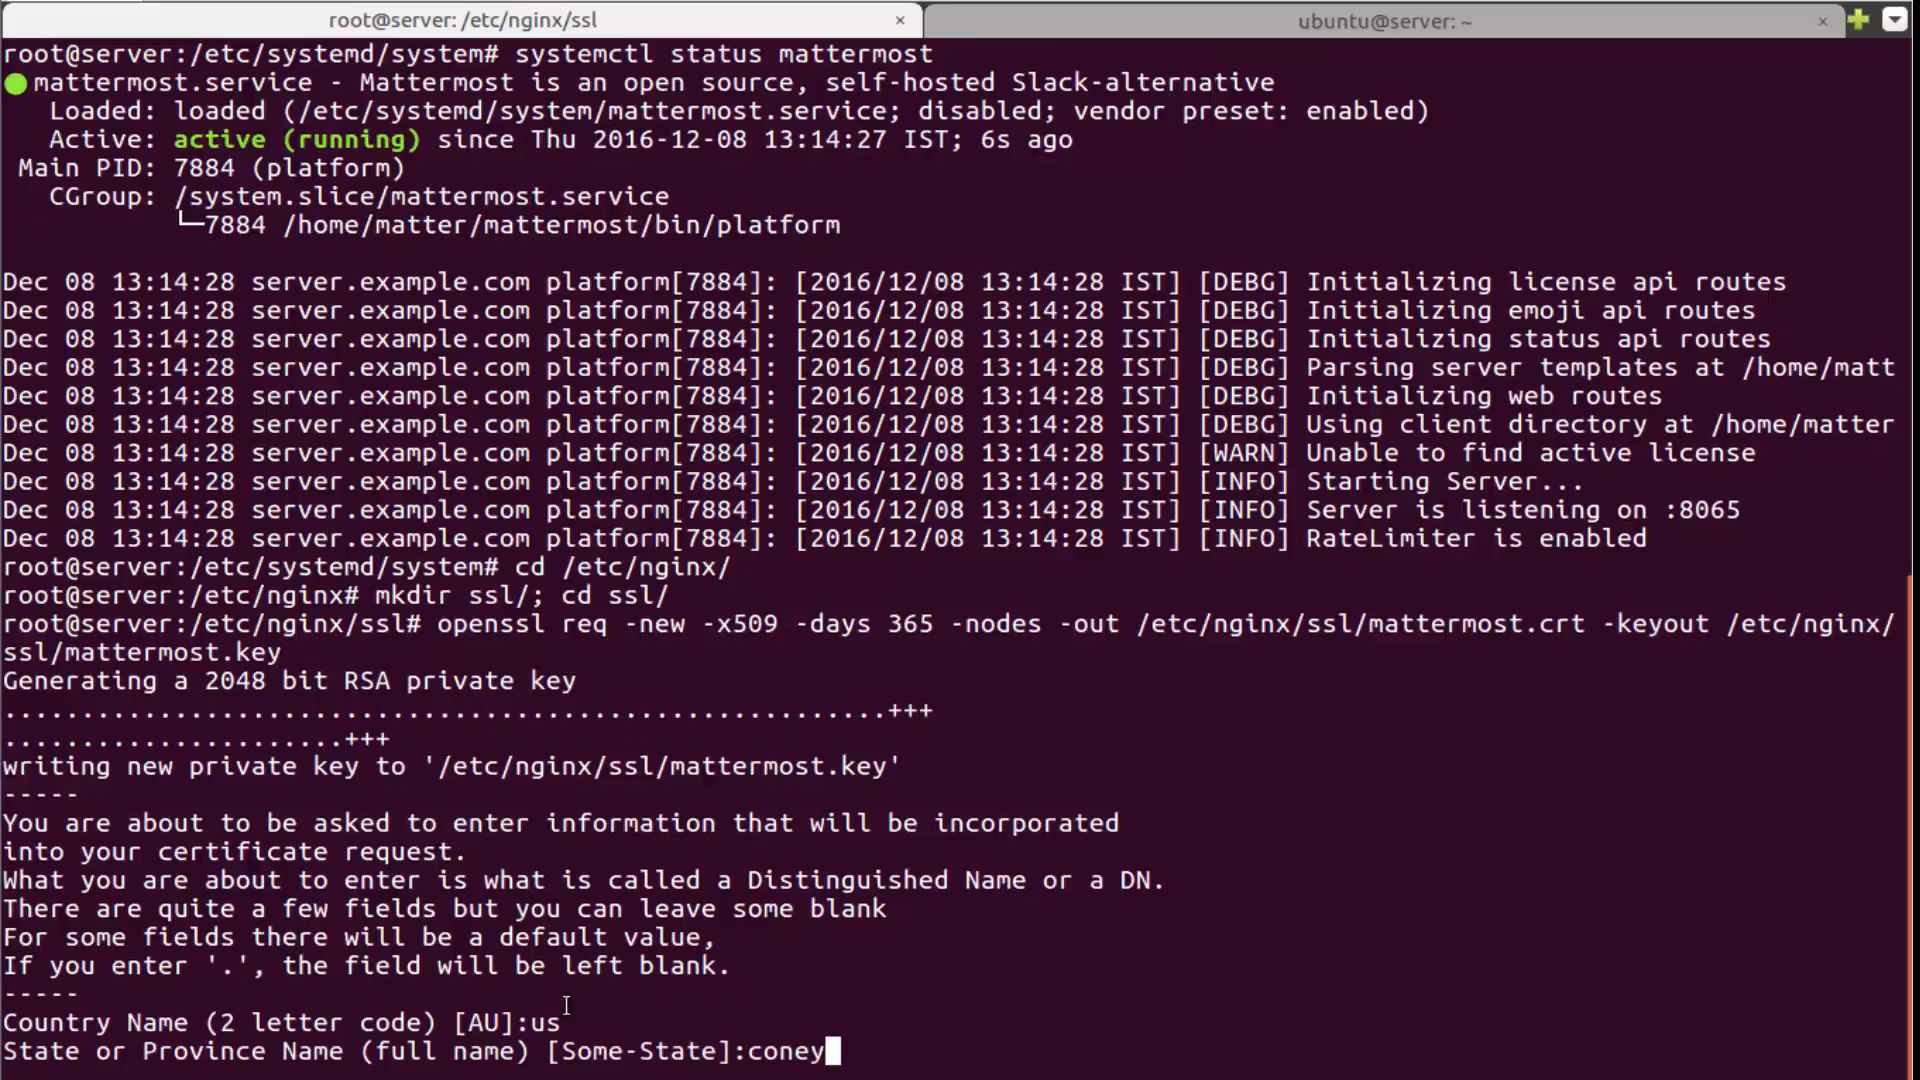 root@server: /etc/nginx/ssl ×
ubuntu@server: ~ ×
root@server:/etc/systemd/system# systemctl status mattermost
● mattermost.service - Mattermost is an open source, self-hosted Slack-alternative
   Loaded: loaded (/etc/systemd/system/mattermost.service; disabled; vendor preset: enabled)
   Active: active (running) since Thu 2016-12-08 13:14:27 IST; 6s ago
 Main PID: 7884 (platform)
   CGroup: /system.slice/mattermost.service
           └─7884 /home/matter/mattermost/bin/platform
Dec 08 13:14:28 server.example.com platform[7884]: [2016/12/08 13:14:28 IST] [DEBG] Initializing license api routes
Dec 08 13:14:28 server.example.com platform[7884]: [2016/12/08 13:14:28 IST] [DEBG] Initializing emoji api routes
Dec 08 13:14:28 server.example.com platform[7884]: [2016/12/08 13:14:28 IST] [DEBG] Initializing status api routes
Dec 08 13:14:28 server.example.com platform[7884]: [2016/12/08 13:14:28 IST] [DEBG] Parsing server templates at /home/matt
Dec 08 13:14:28 server.example.com platform[7884]: [2016/12/08 13:14:28 IST] [DEBG] Initializing web routes
Dec 08 13:14:28 server.example.com platform[7884]: [2016/12/08 13:14:28 IST] [DEBG] Using client directory at /home/matter
Dec 08 13:14:28 server.example.com platform[7884]: [2016/12/08 13:14:28 IST] [WARN] Unable to find active license
Dec 08 13:14:28 server.example.com platform[7884]: [2016/12/08 13:14:28 IST] [INFO] Starting Server...
Dec 08 13:14:28 server.example.com platform[7884]: [2016/12/08 13:14:28 IST] [INFO] Server is listening on :8065
Dec 08 13:14:28 server.example.com platform[7884]: [2016/12/08 13:14:28 IST] [INFO] RateLimiter is enabled
root@server:/etc/systemd/system# cd /etc/nginx/
root@server:/etc/nginx# mkdir ssl/; cd ssl/
root@server:/etc/nginx/ssl# openssl req -new -x509 -days 365 -nodes -out /etc/nginx/ssl/mattermost.crt -keyout /etc/nginx/
ssl/mattermost.key
Generating a 2048 bit RSA private key
.........................................................+++
......................+++
writing new private key to '/etc/nginx/ssl/mattermost.key'
-----
You are about to be asked to enter information that will be incorporated
into your certificate request.
What you are about to enter is what is called a Distinguished Name or a DN.
There are quite a few fields but you can leave some blank
For some fields there will be a default value,
If you enter '.', the field will be left blank.
-----
Country Name (2 letter code) [AU]:us
State or Province Name (full name) [Some-State]:coney